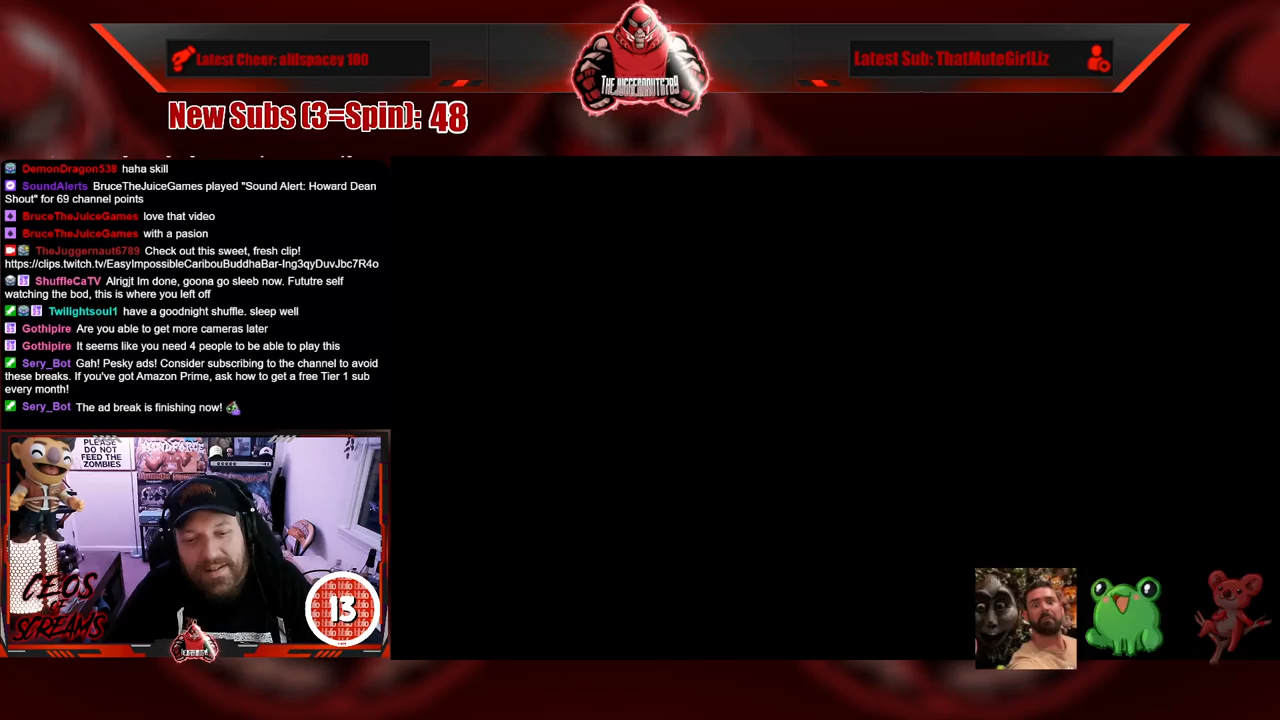 Latest Cheer: allspacey 100
THEJUGGERNAUT6789
Latest Sub: ThatMuteGirlLiz
New Subs (3=Spin): 48
DemonDragon538 haha skill
SoundAlerts BruceTheJuiceGames played "Sound Alert: Howard Dean
Shout" for 69 channel points
BruceTheJuiceGames love that video
BruceTheJuiceGames with a pasion
TheJuggernaut6789 Check out this sweet, fresh clip!
https://clips.twitch.tv/EasyImpossibleCaribouBuddhaBar-Ing3qyDuvJbc7R4o
ShuffleCaTV Alrigjt Im done, goona go sleeb now. Fututre self
watching the bod, this is where you left off
Twilightsoul1 have a goodnight shuffle. sleep well
Gothipire Are you able to get more cameras later
Gothipire It seems like you need 4 people to be able to play this
Sery_Bot Gah! Pesky ads! Consider subscribing to the channel to avoid
these breaks. If you've got Amazon Prime, ask how to get a free Tier 1 sub
every month!
Sery_Bot The ad break is finishing now!
PLEASE
DO NOT
FEED THE
ZOMBIES
CEOS
OF
SCREAMS
13